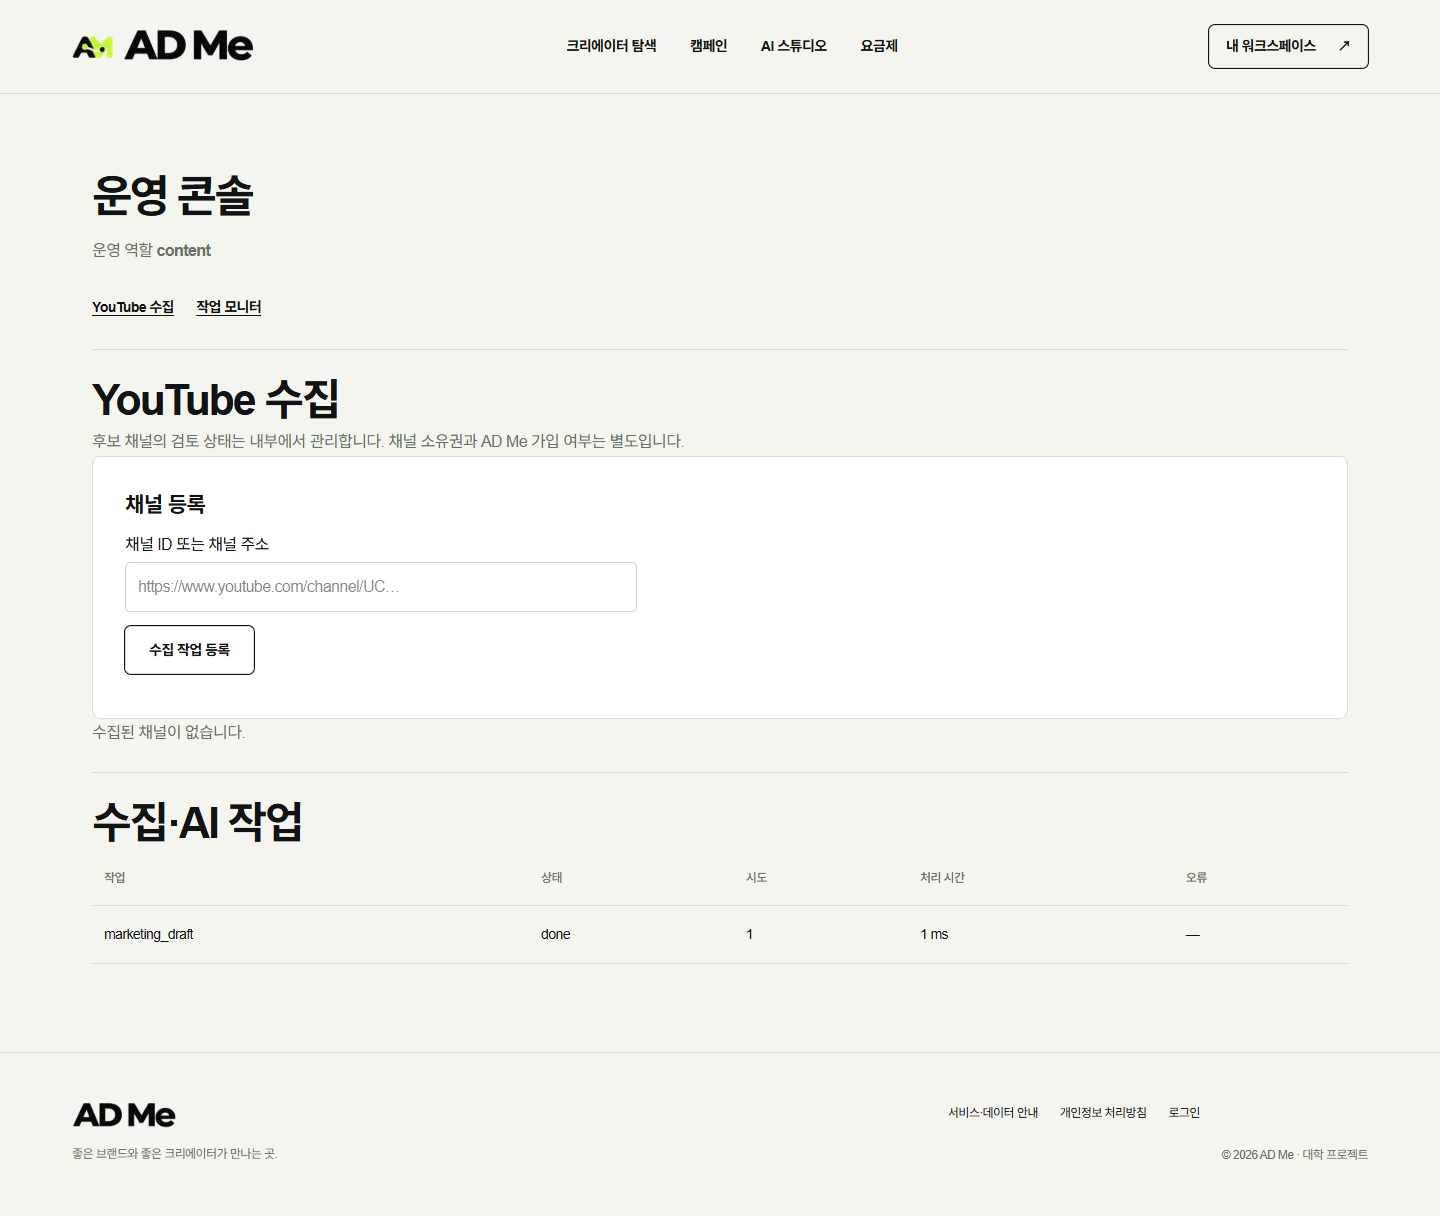 AD Me
크리에이터 탐색
캠페인
AI 스튜디오
요금제
내 워크스페이스 ↗
운영 콘솔
운영 역할 content
YouTube 수집
작업 모니터
YouTube 수집
후보 채널의 검토 상태는 내부에서 관리합니다. 채널 소유권과 AD Me 가입 여부는 별도입니다.
채널 등록
채널 ID 또는 채널 주소
https://www.youtube.com/channel/UC…
수집 작업 등록
수집된 채널이 없습니다.
수집·AI 작업
작업 상태 시도 처리 시간 오류
marketing_draft done 1 1 ms —
AD Me
서비스·데이터 안내 개인정보 처리방침 로그인
좋은 브랜드와 좋은 크리에이터가 만나는 곳.
© 2026 AD Me · 대학 프로젝트